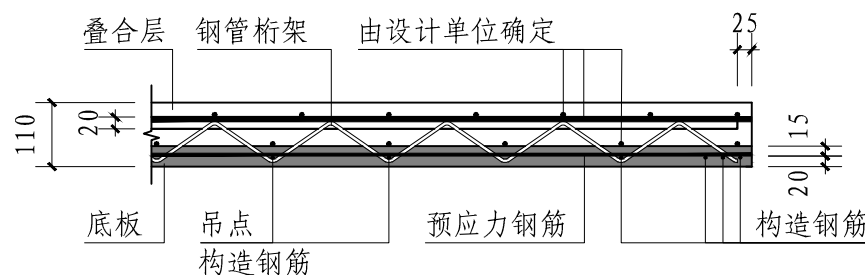 叠合层 钢管桁架 由设计单位确定 25
110 20 15
20
底板 吊点 预应力钢筋 构造钢筋
构造钢筋